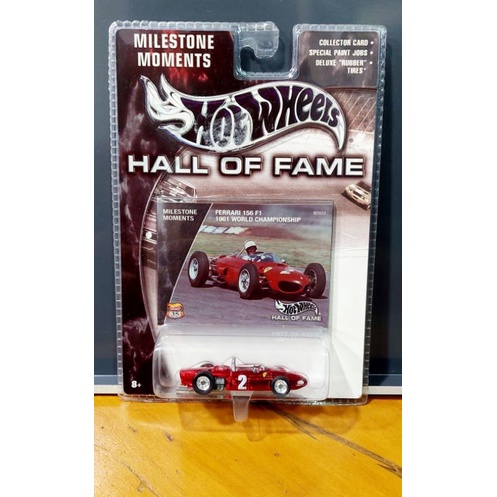 MILESTONE
MOMENTS
COLLECTOR CARD •
SPECIAL PAINT JOBS •
DELUXE "RUBBER" •
TIRES
HOT WHEELS
HALL OF FAME
MILESTONE
MOMENTS
FERRARI 156 F1
1961 WORLD CHAMPIONSHIP
HOT WHEELS
HALL OF FAME
35
2
8+